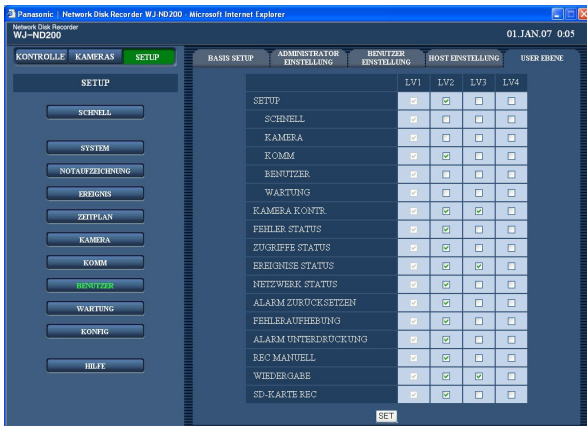 Panasonic | Network Disk Recorder WJ-ND200 - Microsoft Internet Explorer
Network Disk Recorder
WJ-ND200
01.JAN.07 0:05
KONTROLLE KAMERAS SETUP
BASIS SETUP
ADMINISTRATOR EINSTELLUNG
BENUTZER EINSTELLUNG
HOST EINSTELLUNG
USER EBENE
SETUP
SCHNELL
SYSTEM
NOTAUFZEICHNUNG
EREIGNIS
ZEITPLAN
KAMERA
KOMM
BENUTZER
WARTUNG
KONFIG
HILFE
LV1 LV2 LV3 LV4
SETUP
SCHNELL
KAMERA
KOMM
BENUTZER
WARTUNG
KAMERA KONTR.
FEHLER STATUS
ZUGRIFFE STATUS
EREIGNISE STATUS
NETZWERK STATUS
ALARM ZURÜCKSETZEN
FEHLERAUFHEBUNG
ALARM UNTERDRÜCKUNG
REC MANUELL
WIEDERGABE
SD-KARTE REC
SET